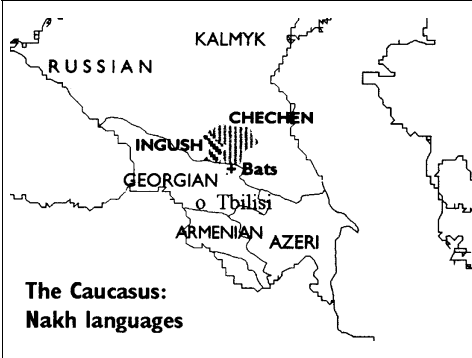 KALMYK
RUSSIAN
CHECHEN
INGUSH
+ Bats
GEORGIAN
o Tbilisi
ARMENIAN
AZERI
The Caucasus:
Nakh languages